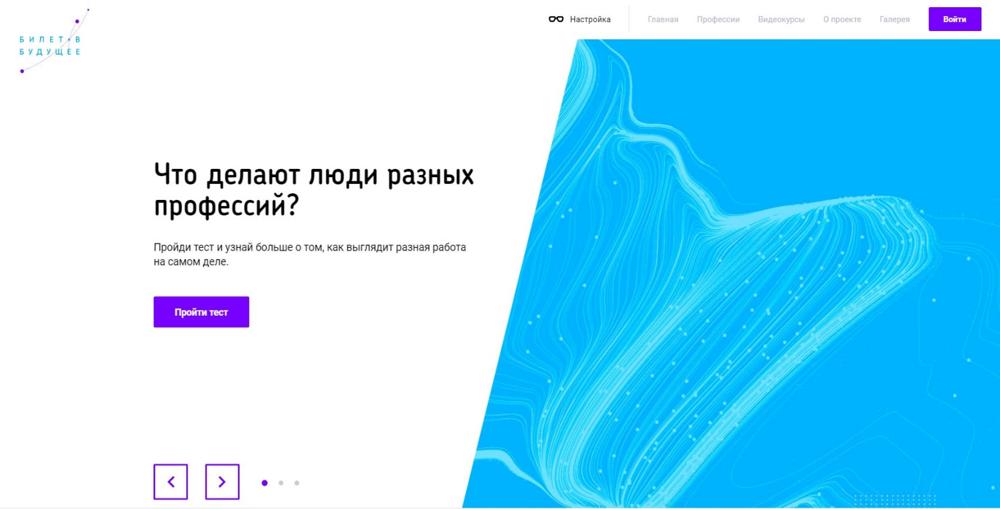 БИЛЕТ В
БУДУЩЕЕ
Настройка
Главная
Профессии
Видеокурсы
О проекте
Галерея
Войти
Что делают люди разных
профессий?
Пройди тест и узнай больше о том, как выглядит разная работа
на самом деле.
Пройти тест